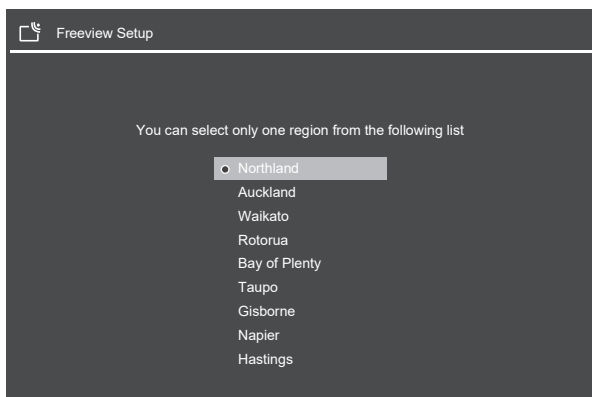 Freeview Setup
You can select only one region from the following list
Northland
Auckland
Waikato
Rotorua
Bay of Plenty
Taupo
Gisborne
Napier
Hastings